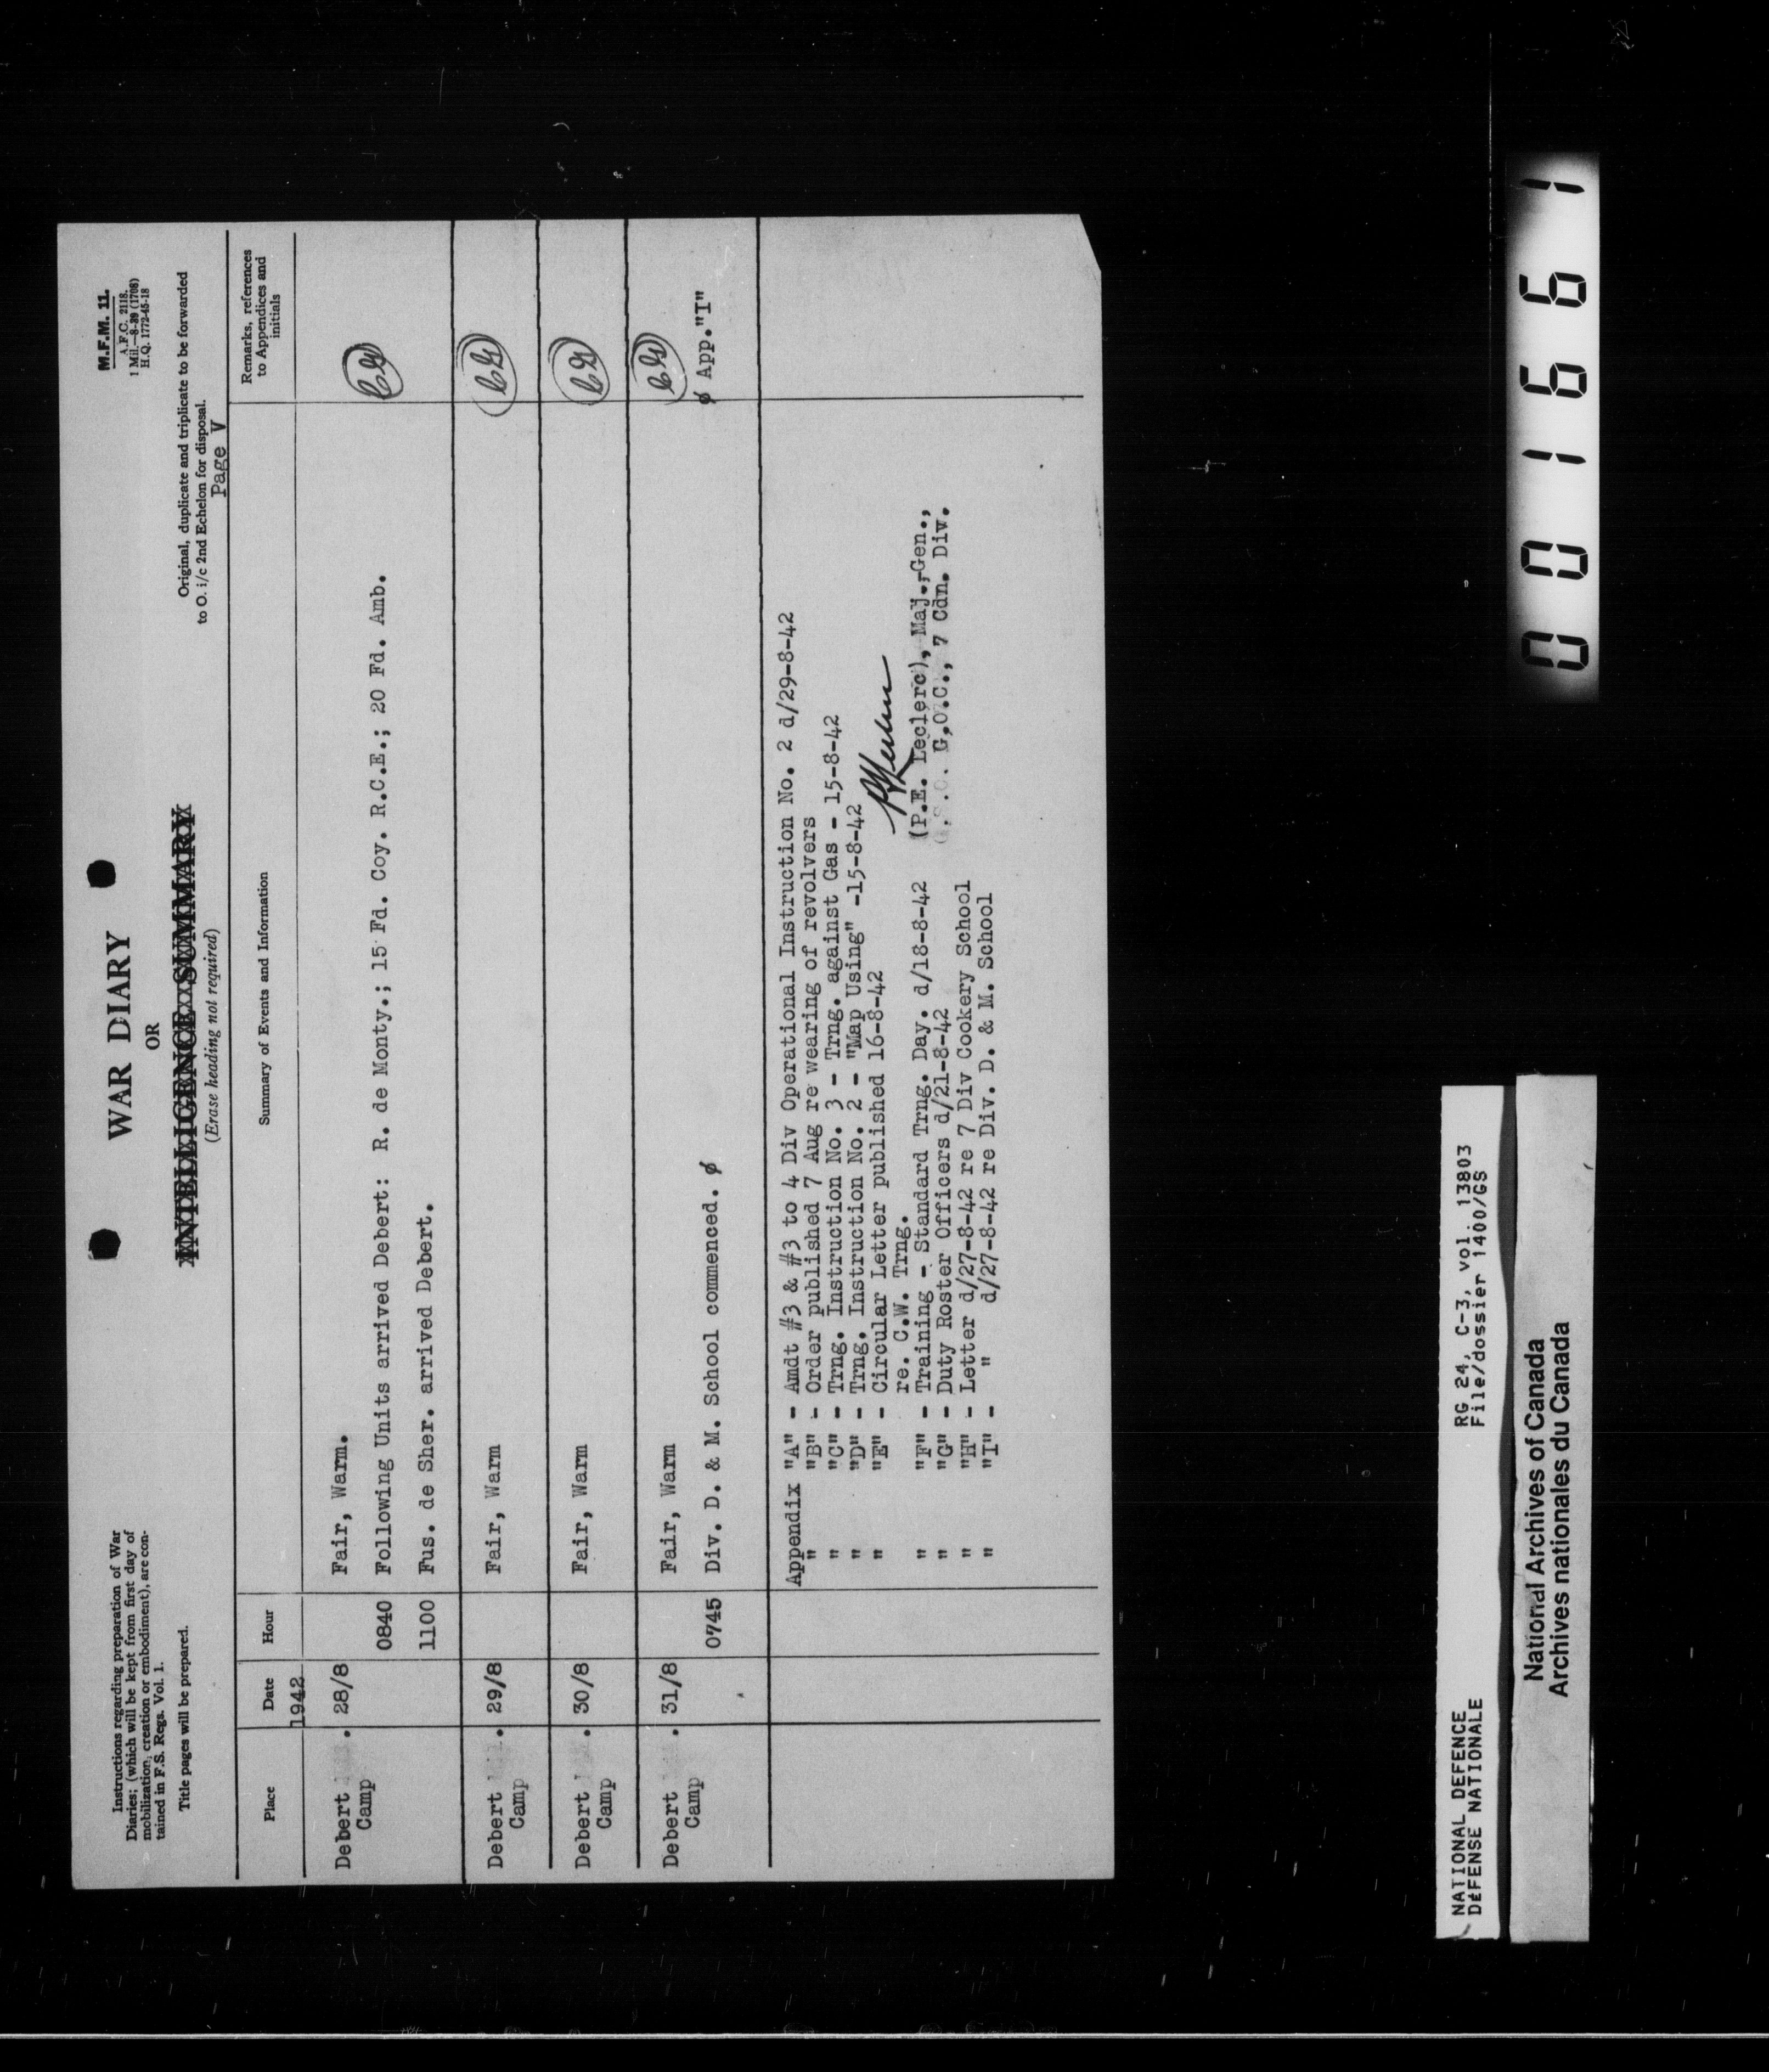 Instructions regarding preparation of War
Diaries; (which will be kept from first day of
mobilization, creation or embodiment), are con-
tained in F.S. Regs. Vol. 1.
Title pages will be prepared.
WAR DIARY
OR
INTELLIGENCE SUMMARY
(Erase heading not required)
M.F.M. 11.
A.F.C. 2118.
1 Mil.—8-39 (1708)
H.Q. 1772-45-18
Original, duplicate and triplicate to be forwarded
to O. i/c 2nd Echelon for disposal.
Page V
Place Date Hour Summary of Events and Information Remarks, references
to Appendices and
initials
1942
Debert . 28/8 Fair, Warm.
Camp 0840 Following Units arrived Debert: R. de Monty.; 15 Fd. Coy. R.C.E.; 20 Fd. Amb.
1100 Fus. de Sher. arrived Debert.
Debert . 29/8 Fair, Warm
Camp
Debert . 30/8 Fair, Warm
Camp
Debert . 31/8 Fair, Warm
Camp 0745 Div. D. & M. School commenced. ø ø App."I"
Appendix "A" - Amdt #3 & #3 to 4 Div Operational Instruction No. 2 d/29-8-42
" "B" - Order published 7 Aug re wearing of revolvers
" "C" - Trng. Instruction No. 3 - Trng. against Gas - 15-8-42
" "D" - Trng. Instruction No. 2 - "Map Using" -15-8-42
" "E" - Circular Letter published 16-8-42
re. C.W. Trng.
" "F" - Training - Standard Trng. Day. d/18-8-42 (P.E. Leclerc), Maj.-Gen.,
" "G" - Duty Roster Officers d/21-8-42 G.O.C., 7 Cdn. Div.
" "H" - Letter d/27-8-42 re 7 Div Cookery School
" "I" - " d/27-8-42 re Div. D. & M. School
NATIONAL DEFENCE RG 24, C-3, vol. 13803
DÉFENSE NATIONALE File/dossier 1400/GS
National Archives of Canada
Archives nationales du Canada
001661